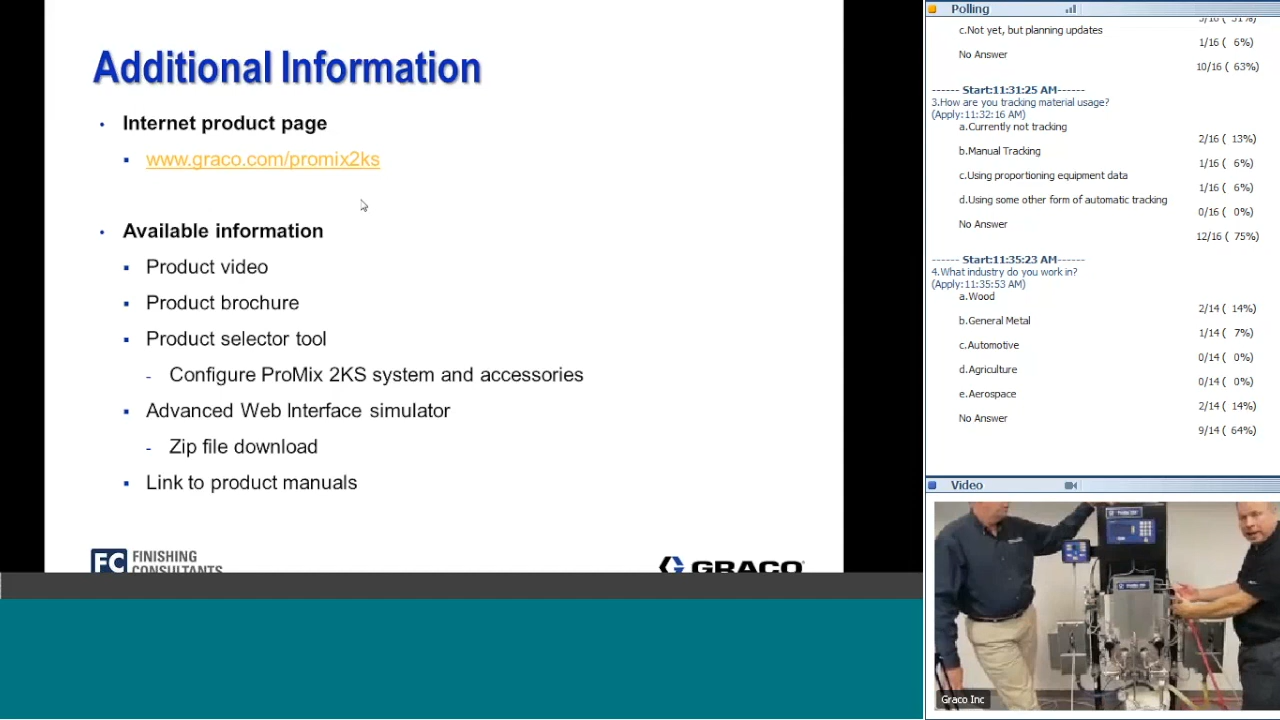 Additional Information
Internet product page
www.graco.com/promix2ks
Available information
Product video
Product brochure
Product selector tool
- Configure ProMix 2KS system and accessories
Advanced Web Interface simulator
- Zip file download
Link to product manuals
FC FINISHING
CONSULTANTS
GRACO
Polling
c.Not yet, but planning updates
1/16 ( 6%)
No Answer
10/16 ( 63%)
------ Start:11:31:25 AM------
3.How are you tracking material usage?
(Apply:11:32:16 AM)
a.Currently not tracking
2/16 ( 13%)
b.Manual Tracking
1/16 ( 6%)
c.Using proportioning equipment data
1/16 ( 6%)
d.Using some other form of automatic tracking
0/16 ( 0%)
No Answer
12/16 ( 75%)
------ Start:11:35:23 AM------
4.What industry do you work in?
(Apply:11:35:53 AM)
a.Wood
2/14 ( 14%)
b.General Metal
1/14 ( 7%)
c.Automotive
0/14 ( 0%)
d.Agriculture
0/14 ( 0%)
e.Aerospace
2/14 ( 14%)
No Answer
9/14 ( 64%)
Video
Graco Inc